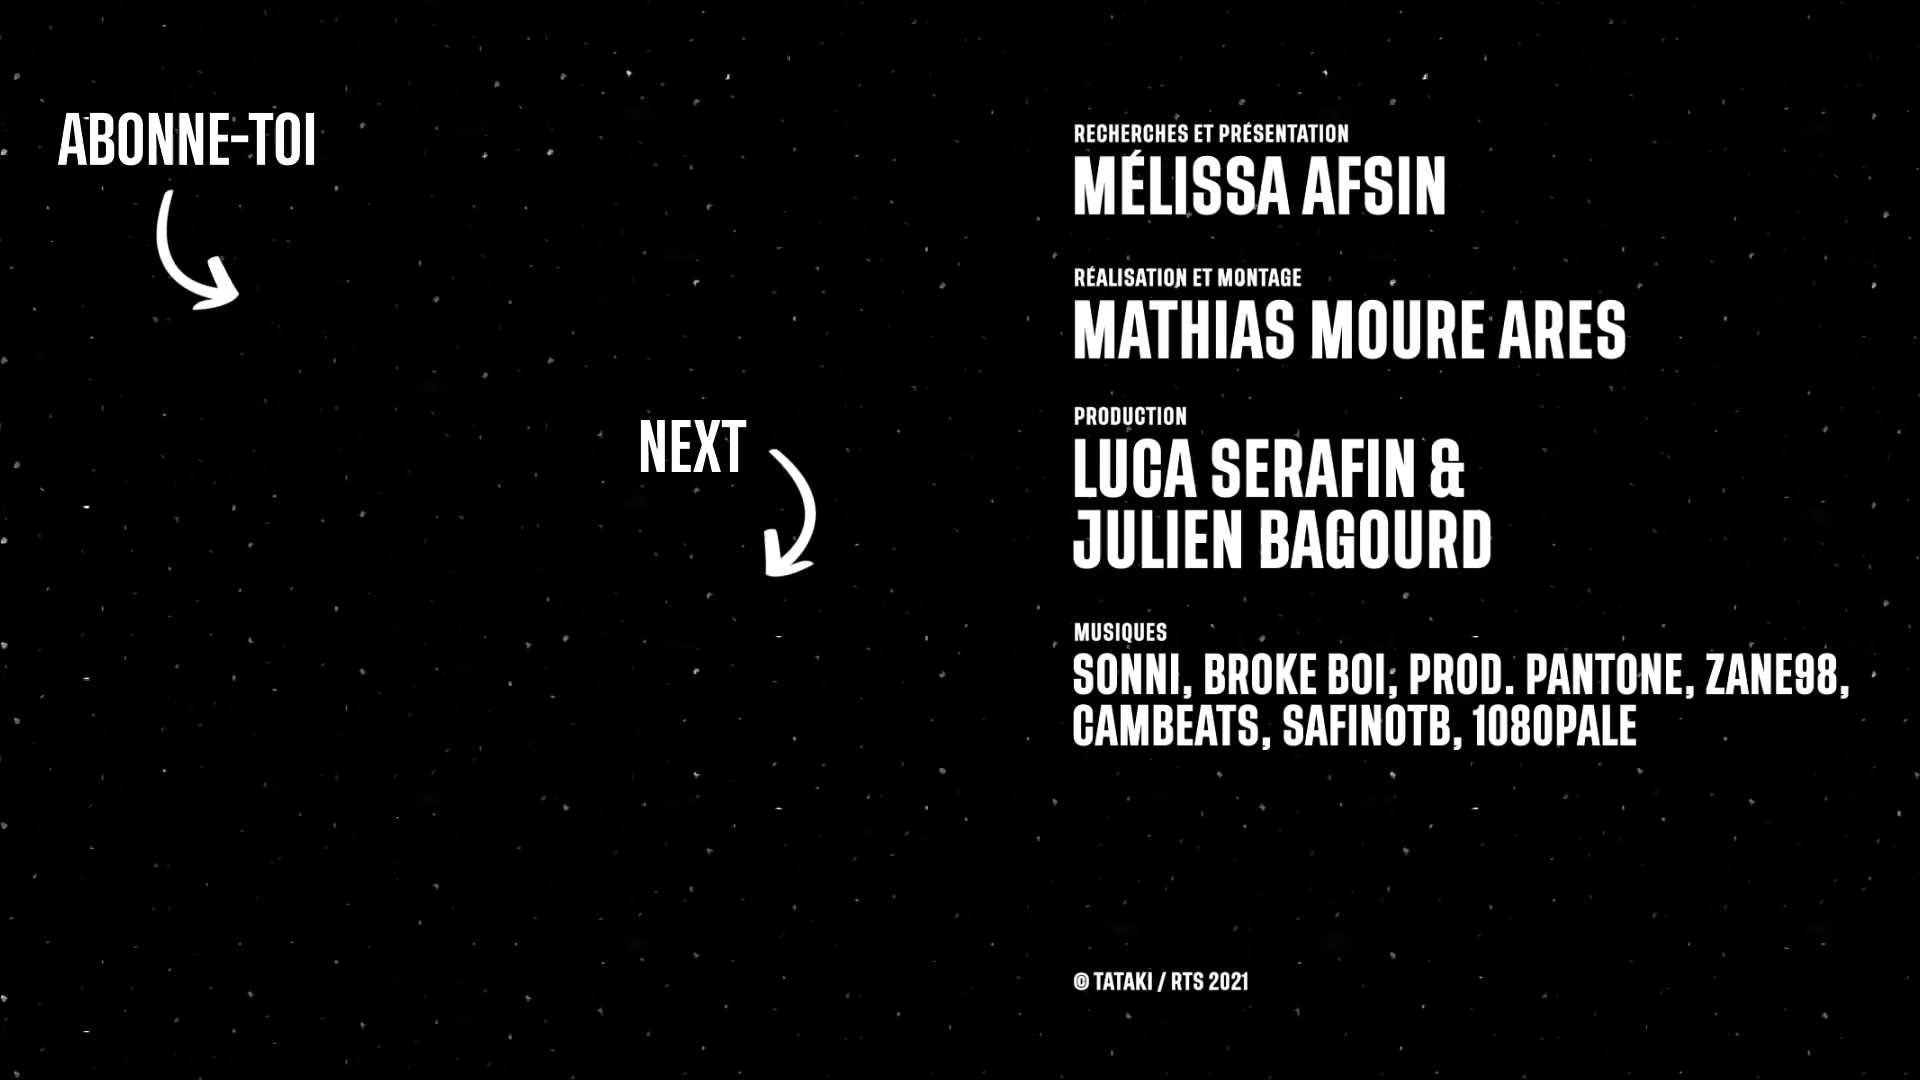 ABONNE-TOI
NEXT
RECHERCHES ET PRÉSENTATION
MÉLISSA AFSIN
RÉALISATION ET MONTAGE
MATHIAS MOURE ARES
PRODUCTION
LUCA SERAFIN &
JULIEN BAGOURD
MUSIQUES
SONNI, BROKE BOI, PROD. PANTONE, ZANE98,
CAMBEATS, SAFINOTB, 1080PALE
© TATAKI / RTS 2021